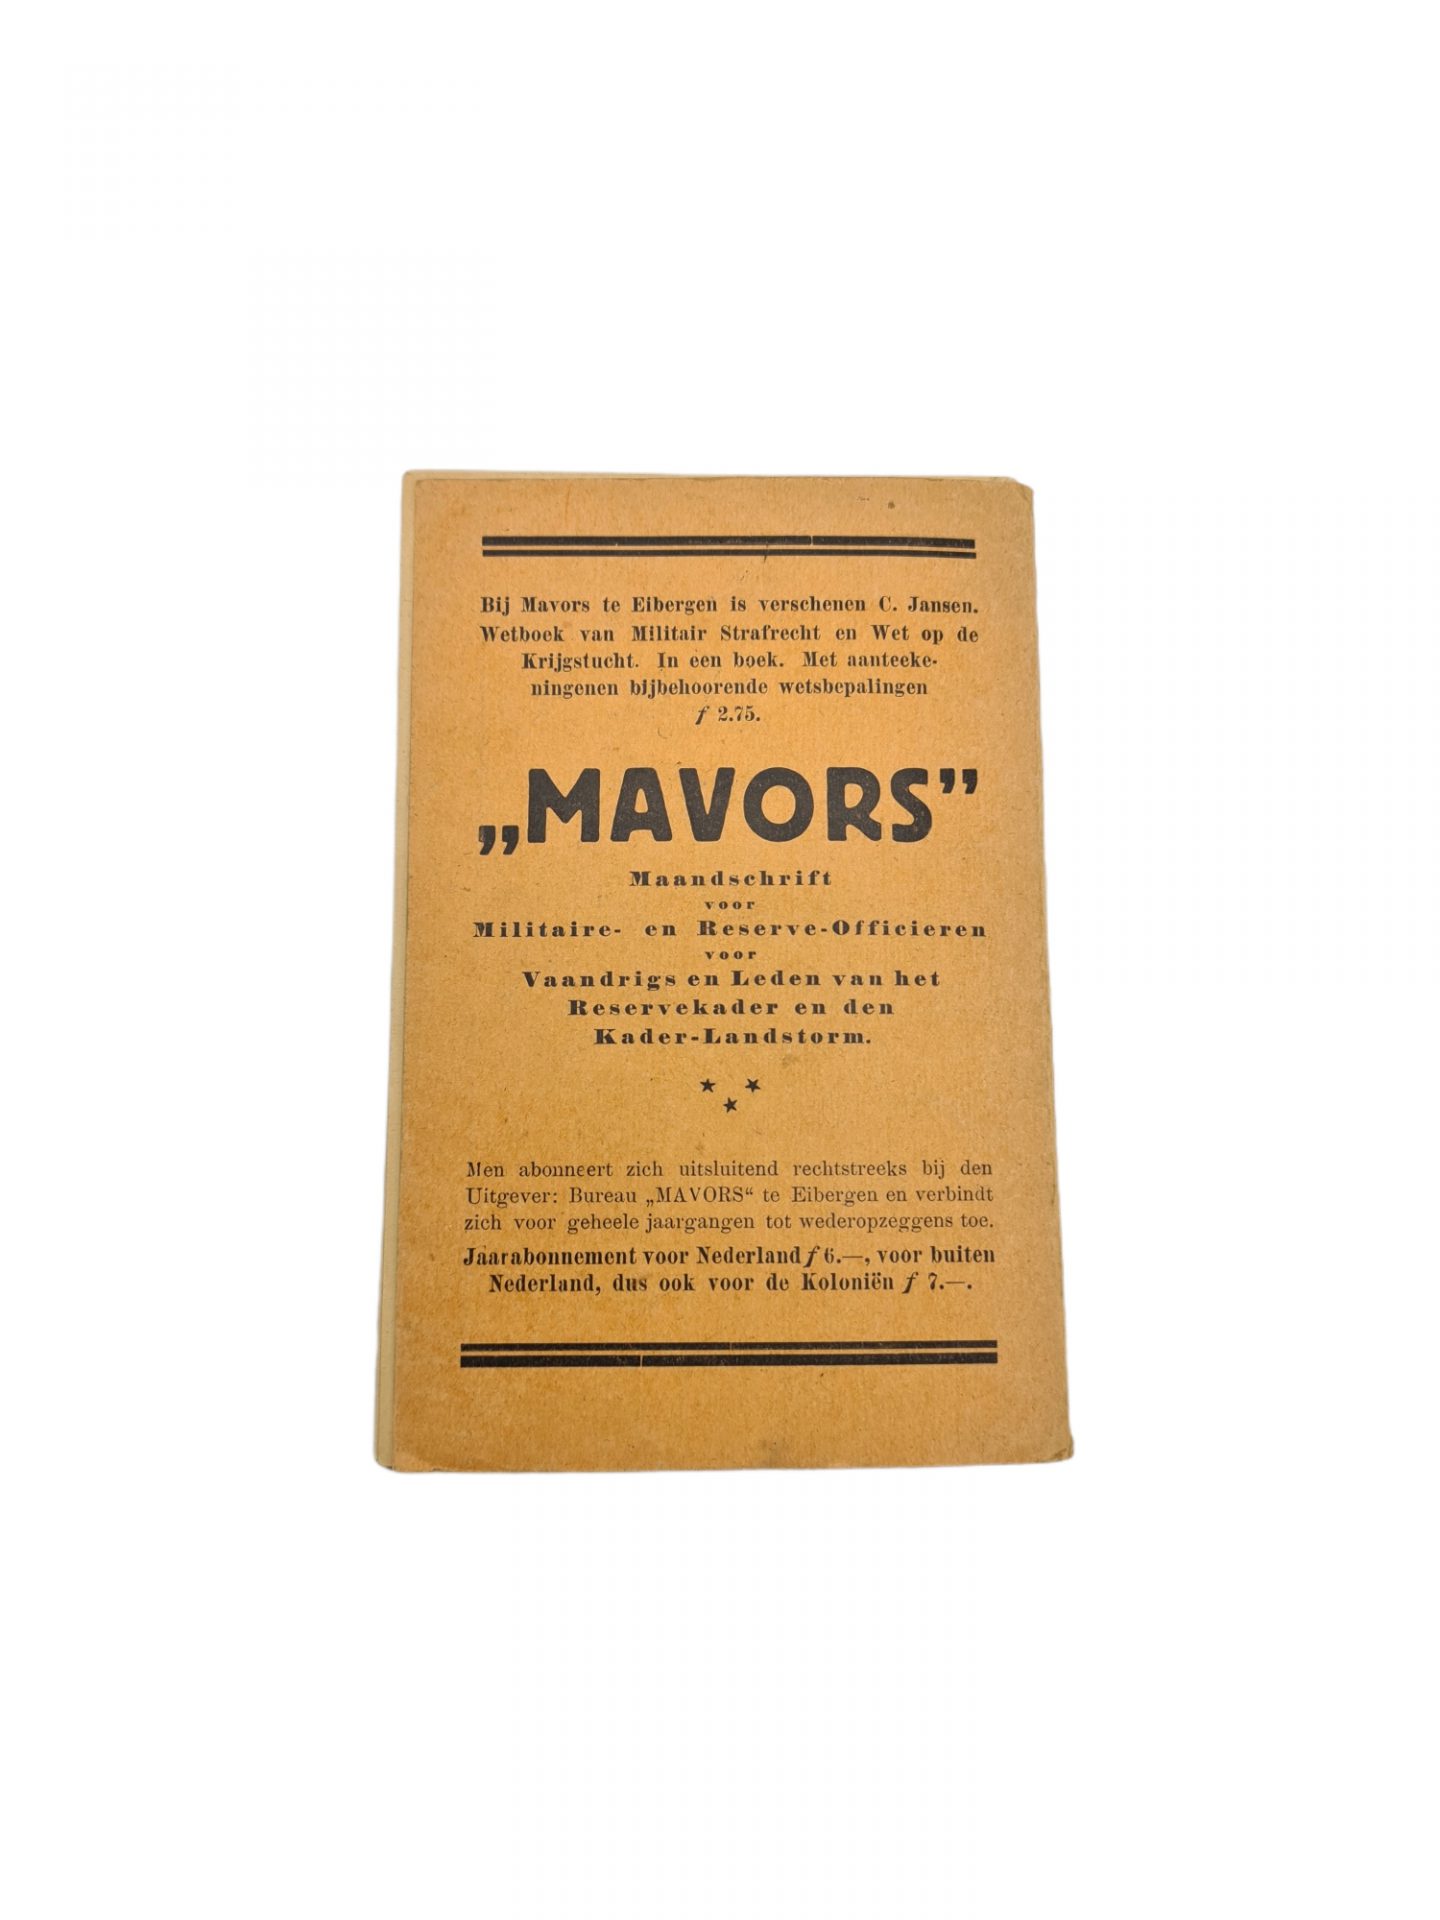 Bij Mavors te Eibergen is verschenen C. Jansen.
Wetboek van Militair Strafrecht en Wet op de
Krijgstucht. In een boek. Met aanteeke-
ningenen bijbehoorende wetsbepalingen
ƒ 2.75.
„MAVORS”
Maandschrift
voor
Militaire- en Reserve-Officieren
voor
Vaandrigs en Leden van het
Reservekader en den
Kader-Landstorm.
Men abonneert zich uitsluitend rechtstreeks bij den
Uitgever: Bureau „MAVORS“ te Eibergen en verbindt
zich voor geheele jaargangen tot wederopzeggens toe.
Jaarabonnement voor Nederland ƒ 6.—, voor buiten
Nederland, dus ook voor de Koloniën ƒ 7.—.